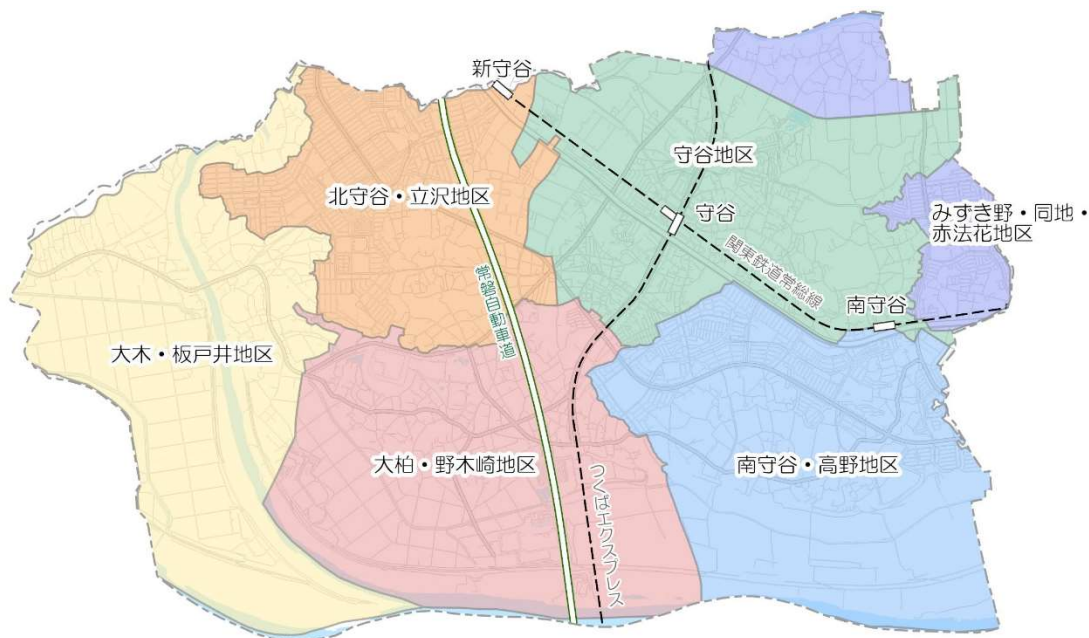 新守谷
守谷地区
北守谷・立沢地区
みずき野・同地・
赤法花地区
守谷
関東鉄道常総線
常磐自動車道
南守谷
大木・板戸井地区
大柏・野木崎地区
南守谷・高野地区
つくばエクスプレス